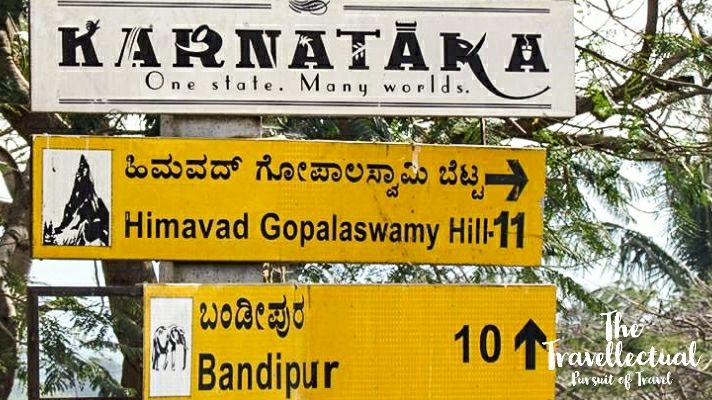 KARNATAKA
One state. Many worlds.
ಹಿಮವದ್ ಗೋಪಾಲಸ್ವಾಮಿ ಬೆಟ್ಟ
Himavad Gopalaswamy Hill-11
ಬಂಡೀಪುರ
Bandipur
10
The
Travellectual
Pursuit of Travel